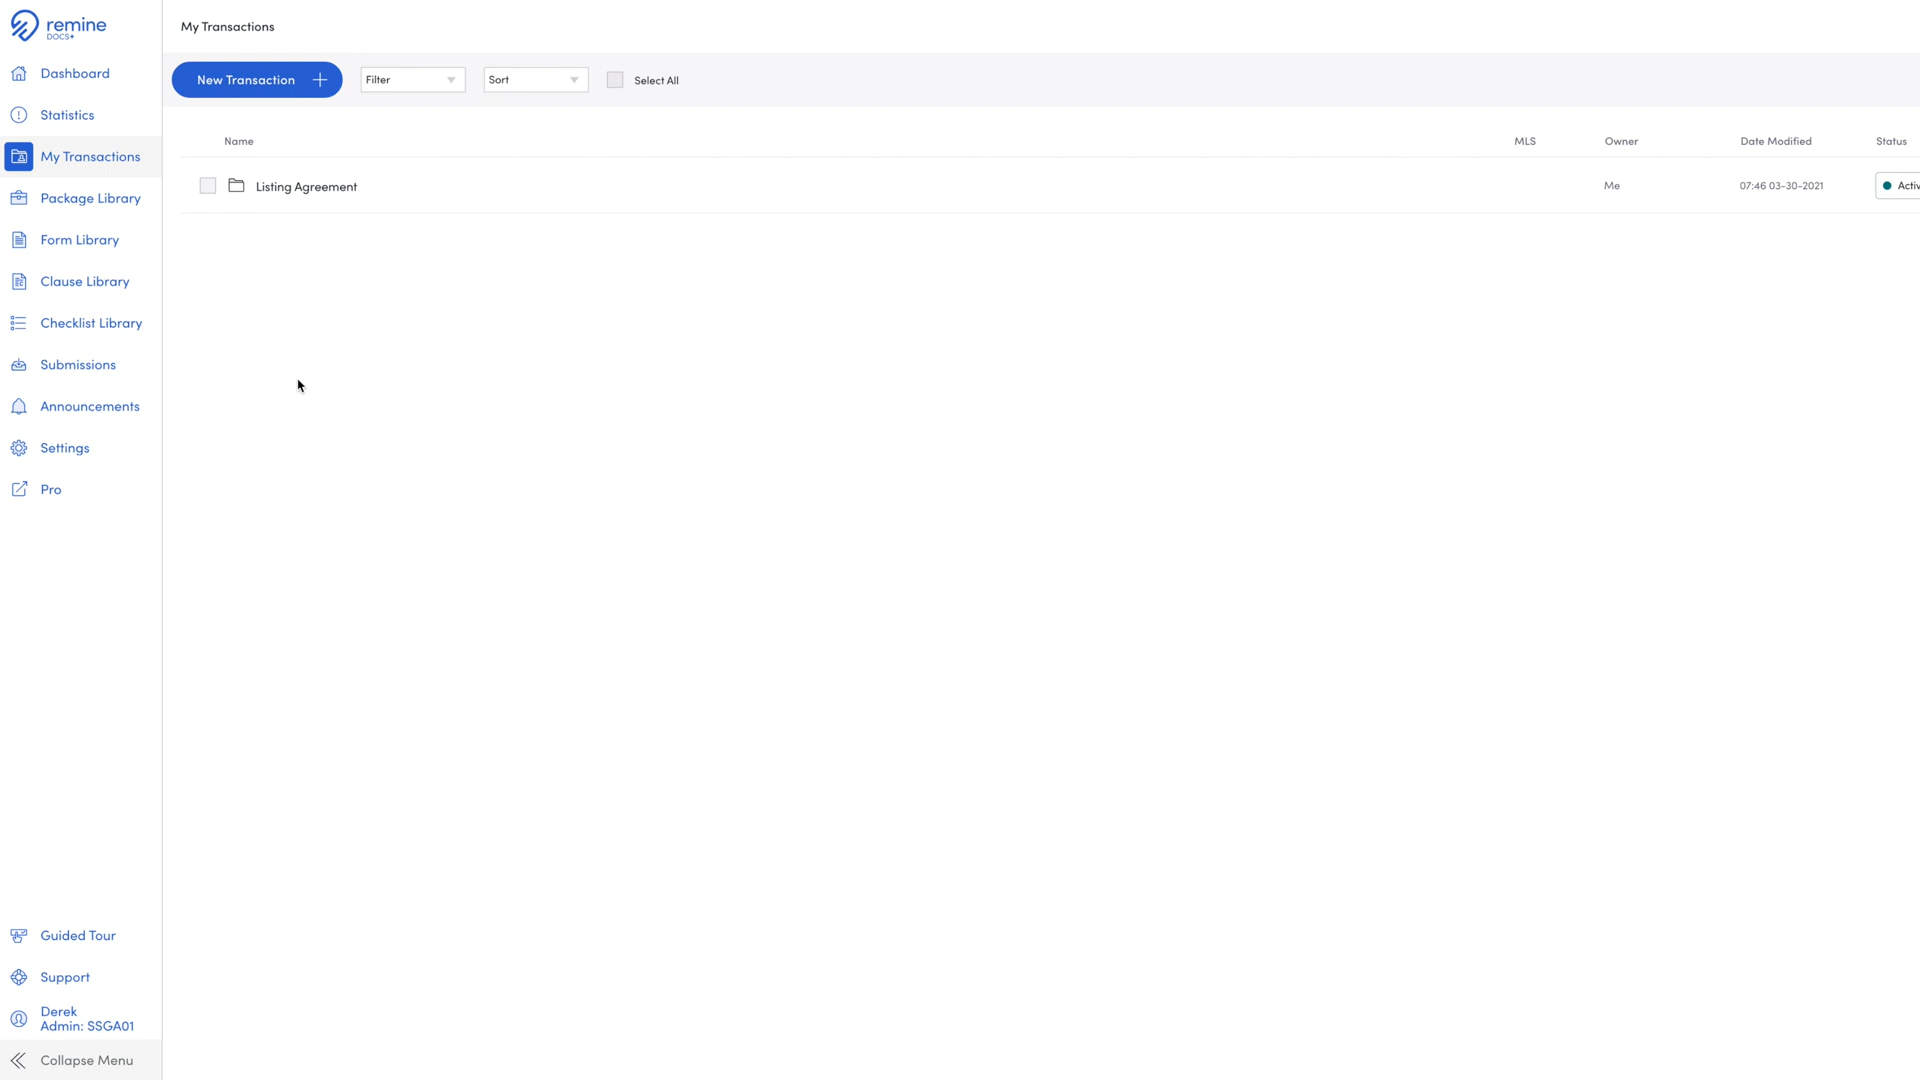 remine
DOCS+
My Transactions
New Transaction
Filter
Sort
Select All
Dashboard
Statistics
My Transactions
Package Library
Form Library
Clause Library
Checklist Library
Submissions
Announcements
Settings
Pro
Name MLS Owner Date Modified Status
Listing Agreement Me 07:46 03-30-2021 Activ
Guided Tour
Support
Derek
Admin: SSGA01
Collapse Menu